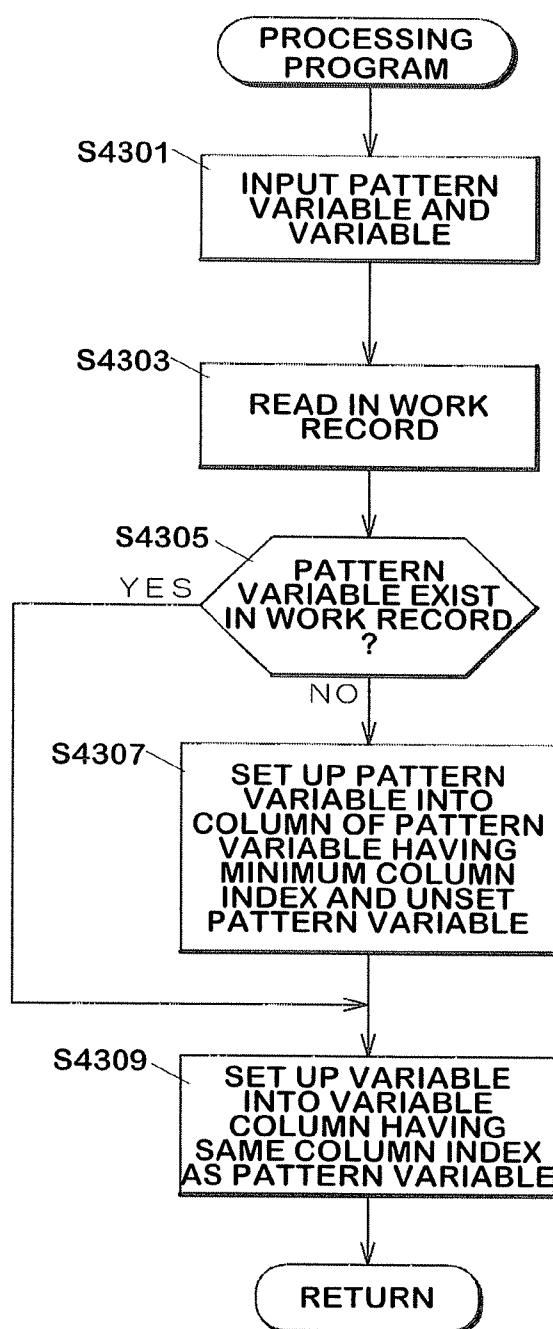 PROCESSING
PROGRAM
S4301
INPUT PATTERN
VARIABLE AND
VARIABLE
S4303
READ IN WORK
RECORD
S4305
PATTERN
VARIABLE EXIST
IN WORK RECORD
?
YES
NO
S4307
SET UP PATTERN
VARIABLE INTO
COLUMN OF PATTERN
VARIABLE HAVING
MINIMUM COLUMN
INDEX AND UNSET
PATTERN VARIABLE
S4309
SET UP VARIABLE
INTO VARIABLE
COLUMN HAVING
SAME COLUMN INDEX
AS PATTERN VARIABLE
RETURN